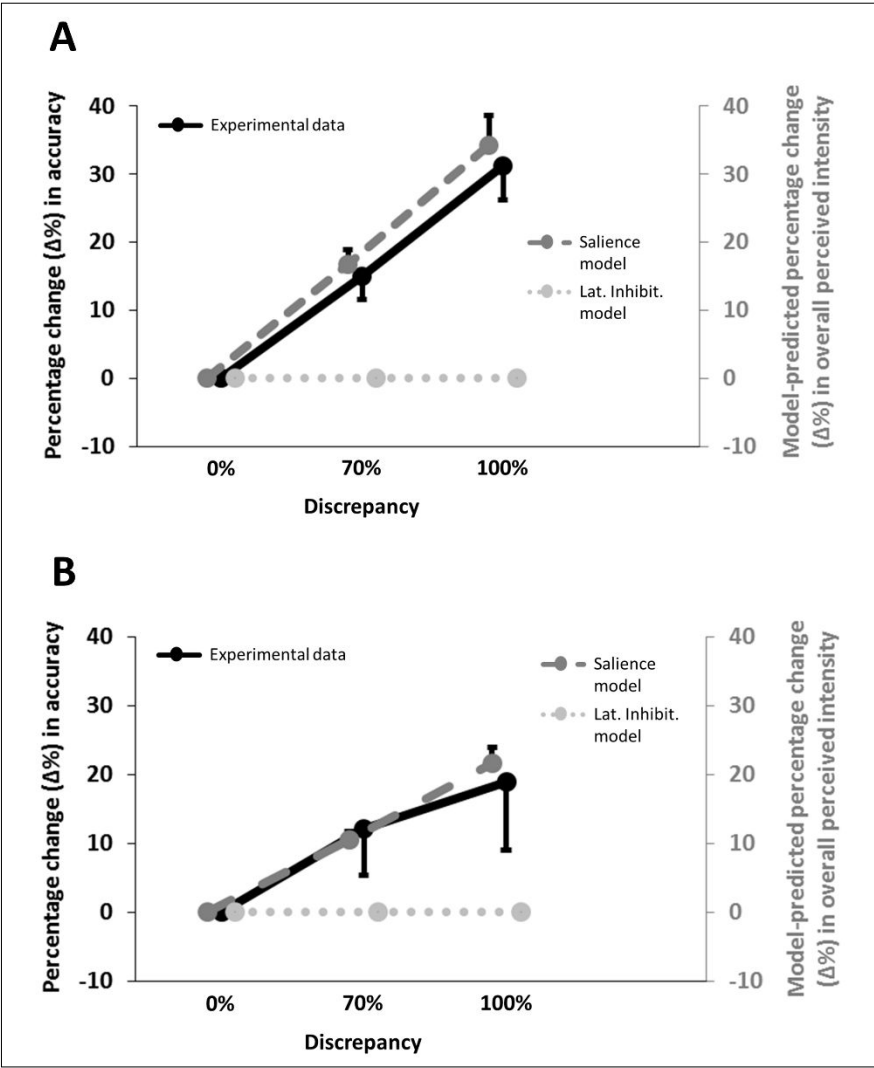 A
Percentage change (Δ%) in accuracy
40
30
20
10
0
-10
Experimental data
Salience
model
Lat. Inhibit.
model
40
30
20
10
0
-10
Model-predicted percentage change
(Δ%) in overall perceived intensity
0% 70% 100%
Discrepancy
B
Percentage change (Δ%) in accuracy
40
30
20
10
0
-10
Experimental data
Salience
model
Lat. Inhibit.
model
40
30
20
10
0
-10
Model-predicted percentage change
(Δ%) in overall perceived intensity
0% 70% 100%
Discrepancy